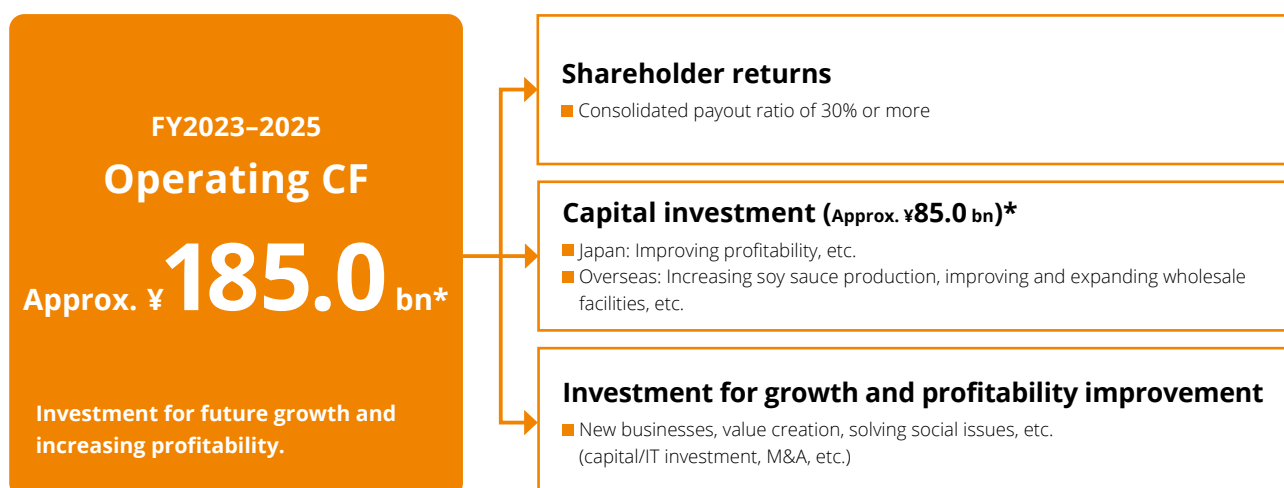 FY2023–2025
Operating CF
Approx. ¥185.0 bn*
Investment for future growth and
increasing profitability.
Shareholder returns
■ Consolidated payout ratio of 30% or more
Capital investment (Approx. ¥85.0 bn)*
■ Japan: Improving profitability, etc.
■ Overseas: Increasing soy sauce production, improving and expanding wholesale
facilities, etc.
Investment for growth and profitability improvement
■ New businesses, value creation, solving social issues, etc.
(capital/IT investment, M&A, etc.)